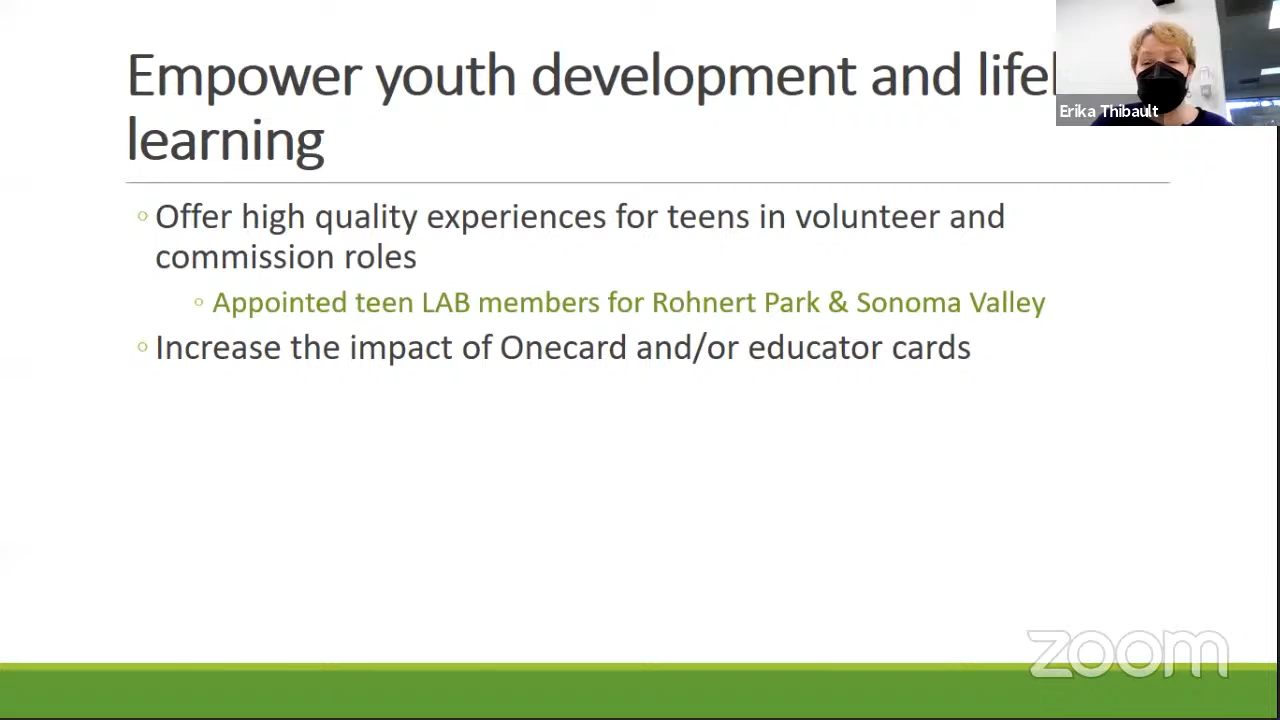 Empower youth development and
learning
Erika Thibault
Offer high quality experiences for teens in volunteer and
commission roles
Appointed teen LAB members for Rohnert Park & Sonoma Valley
Increase the impact of Onecard and/or educator cards
zoom